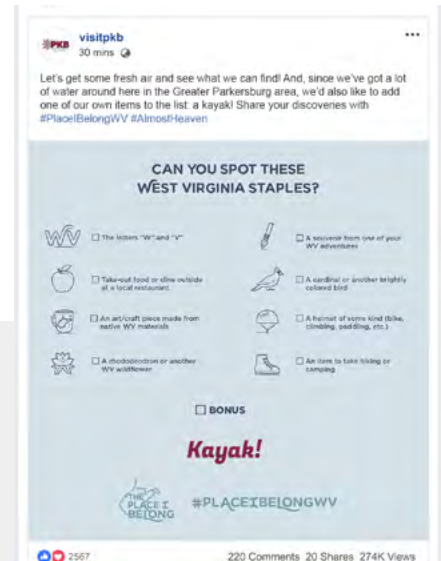 PKB
visitpkb
30 mins
Let's get some fresh air and see what we can find! And, since we've got a lot
of water around here in the Greater Parkersburg area, we'd also like to add
one of our own items to the list: a kayak! Share your discoveries with
#PlaceIBelongWV #AlmostHeaven
CAN YOU SPOT THESE
WEST VIRGINIA STAPLES?
WV
The letters "W" and "V"
A souvenir from one of your
WV adventures
Take-out food or dine outside
at a local restaurant
A cardinal or another brightly
colored bird
An art/craft piece made from
native WV materials
A helmet of some kind (bike,
climbing, paddling, etc.)
A rhododendron or another
WV wildflower
An item to take hiking or
camping
BONUS
Kayak!
THE
PLACE I
BELONG
#PLACEIBELONGWV
2567
220 Comments 20 Shares 274K Views